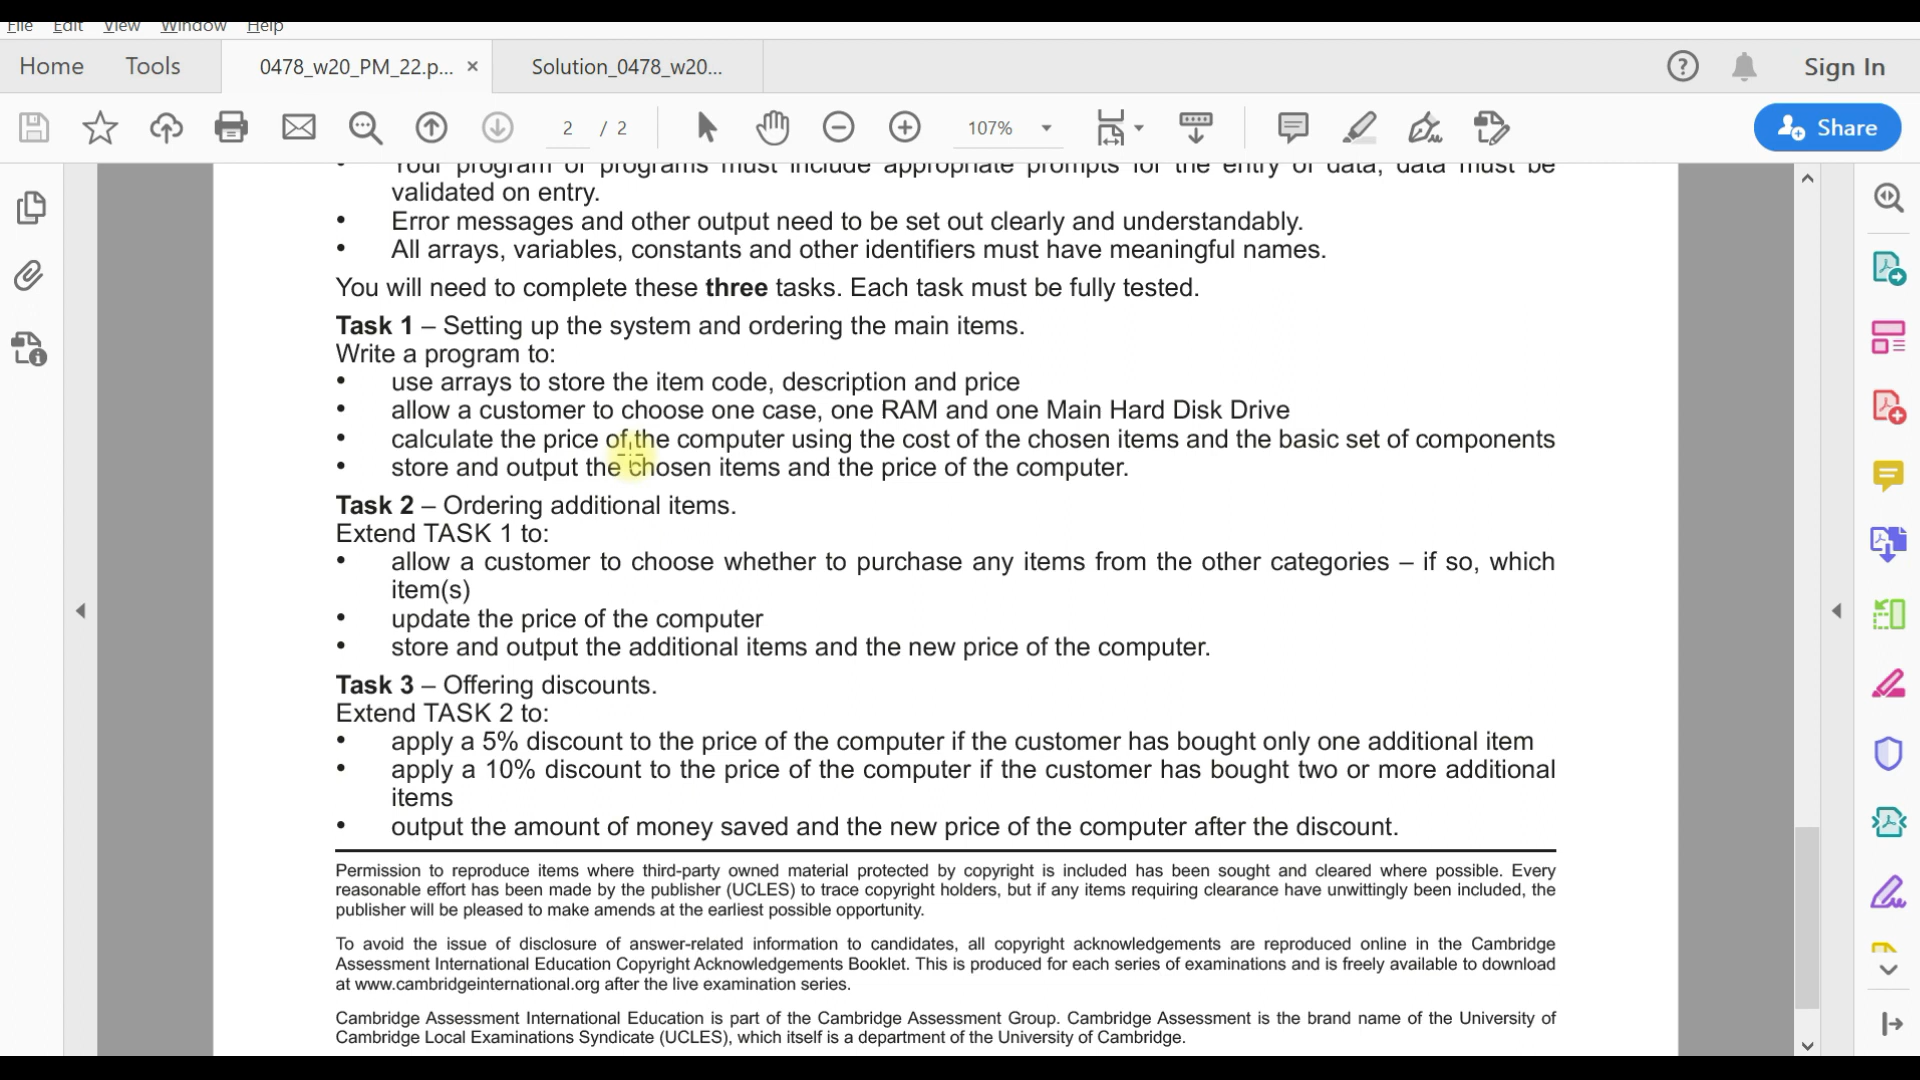 File Edit View Window Help
Home Tools 0478_w20_PM_22.p... × Solution_0478_w20... Sign In
2 / 2 107% Share
Your program or programs must include appropriate prompts for the entry of data; data must be
validated on entry.
• Error messages and other output need to be set out clearly and understandably.
• All arrays, variables, constants and other identifiers must have meaningful names.
You will need to complete these three tasks. Each task must be fully tested.
Task 1 – Setting up the system and ordering the main items.
Write a program to:
• use arrays to store the item code, description and price
• allow a customer to choose one case, one RAM and one Main Hard Disk Drive
• calculate the price of the computer using the cost of the chosen items and the basic set of components
• store and output the chosen items and the price of the computer.
Task 2 – Ordering additional items.
Extend TASK 1 to:
• allow a customer to choose whether to purchase any items from the other categories – if so, which
item(s)
• update the price of the computer
• store and output the additional items and the new price of the computer.
Task 3 – Offering discounts.
Extend TASK 2 to:
• apply a 5% discount to the price of the computer if the customer has bought only one additional item
• apply a 10% discount to the price of the computer if the customer has bought two or more additional
items
• output the amount of money saved and the new price of the computer after the discount.
Permission to reproduce items where third-party owned material protected by copyright is included has been sought and cleared where possible. Every
reasonable effort has been made by the publisher (UCLES) to trace copyright holders, but if any items requiring clearance have unwittingly been included, the
publisher will be pleased to make amends at the earliest possible opportunity.
To avoid the issue of disclosure of answer-related information to candidates, all copyright acknowledgements are reproduced online in the Cambridge
Assessment International Education Copyright Acknowledgements Booklet. This is produced for each series of examinations and is freely available to download
at www.cambridgeinternational.org after the live examination series.
Cambridge Assessment International Education is part of the Cambridge Assessment Group. Cambridge Assessment is the brand name of the University of
Cambridge Local Examinations Syndicate (UCLES), which itself is a department of the University of Cambridge.